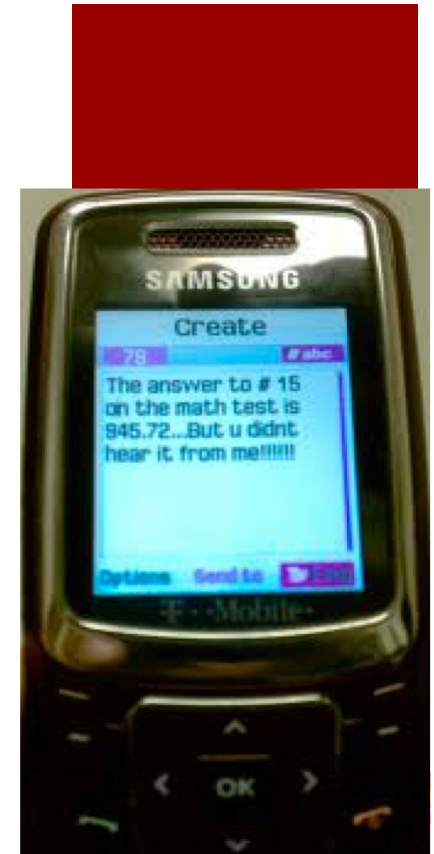 SAMSUNG
Create
78 #abc
The answer to # 15
on the math test is
945.72...But u didnt
hear it from me!!!!!!
Options Send to
T··Mobile·
OK